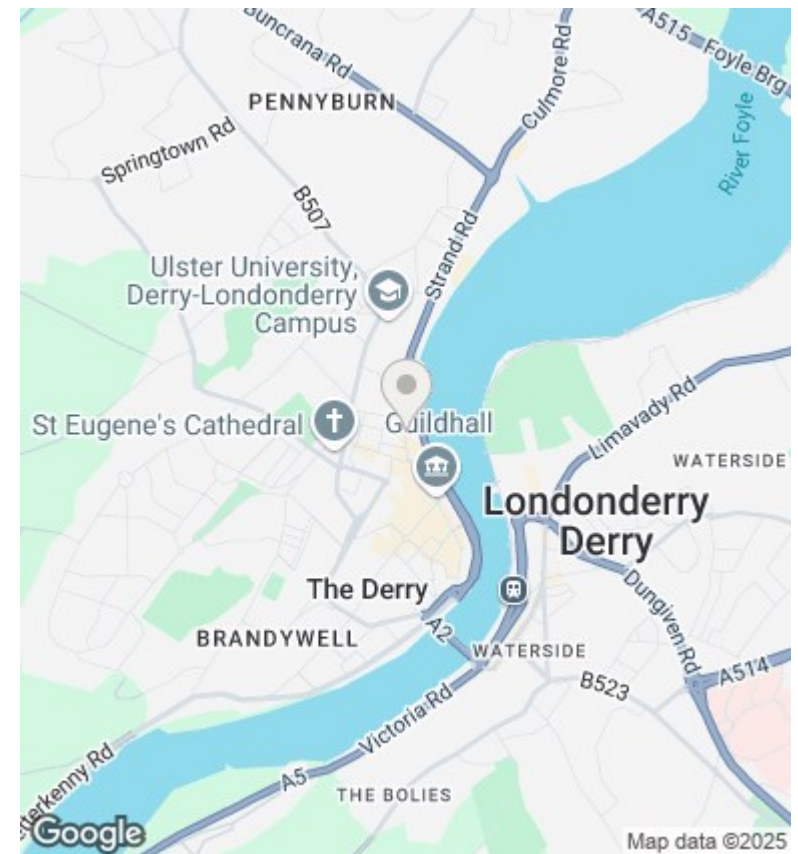 Buncrana Rd
A515
Foyle Brg
Culmore Rd
PENNYBURN
River Foyle
Springtown Rd
B507
Strand Rd
Ulster University,
Derry-Londonderry
Campus
St Eugene's Cathedral
Guildhall
Limavady Rd
WATERSIDE
Londonderry
Derry
The Derry
Dungiven Rd
BRANDYWELL
A2
WATERSIDE
B523
A514
Victoria Rd
A5
THE BOLIES
etterkenny Rd
Google
Map data ©2025